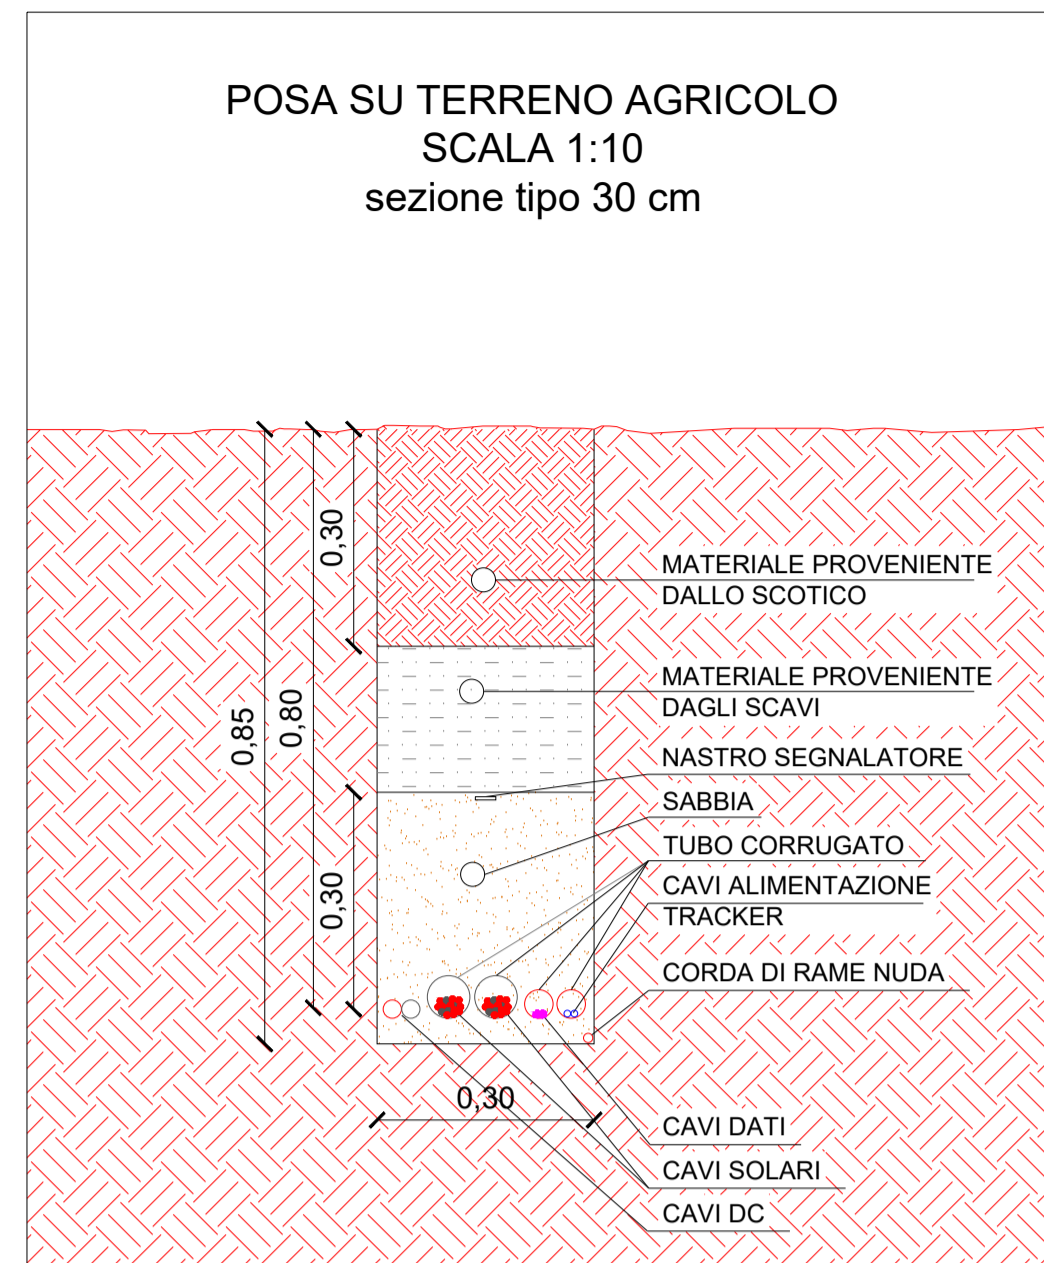 POSA SU TERRENO AGRICOLO
SCALA 1:10
sezione tipo 30 cm
0,30
MATERIALE PROVENIENTE
DALLO SCOTICO
MATERIALE PROVENIENTE
DAGLI SCAVI
0,85
0,80
NASTRO SEGNALATORE
SABBIA
TUBO CORRUGATO
0,30
CAVI ALIMENTAZIONE
TRACKER
CORDA DI RAME NUDA
0,30
CAVI DATI
CAVI SOLARI
CAVI DC